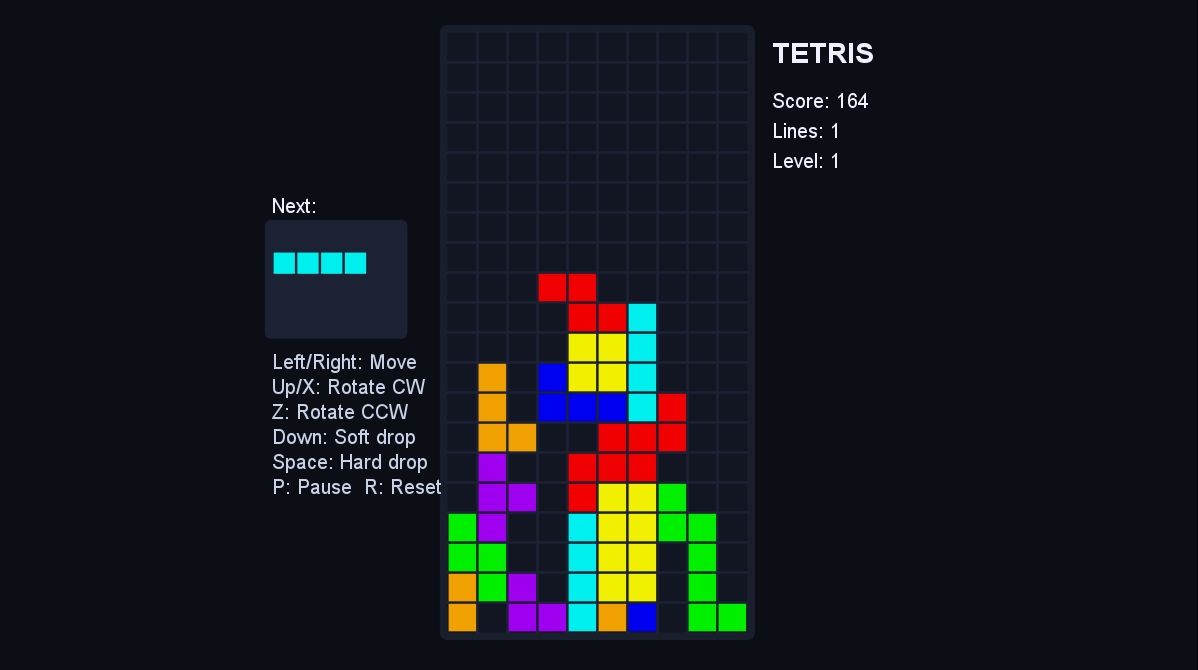 TETRIS
Score: 164
Lines: 1
Level: 1
Next:
Left/Right: Move
Up/X: Rotate CW
Z: Rotate CCW
Down: Soft drop
Space: Hard drop
P: Pause  R: Reset